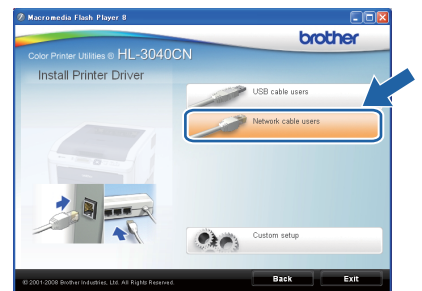 Macromedia Flash Player 8
brother
Color Printer Utilities ® HL-3040CN
Install Printer Driver
USB cable users
Network cable users
Custom setup
© 2001-2008 Brother Industries, Ltd. All Rights Reserved.
Back
Exit